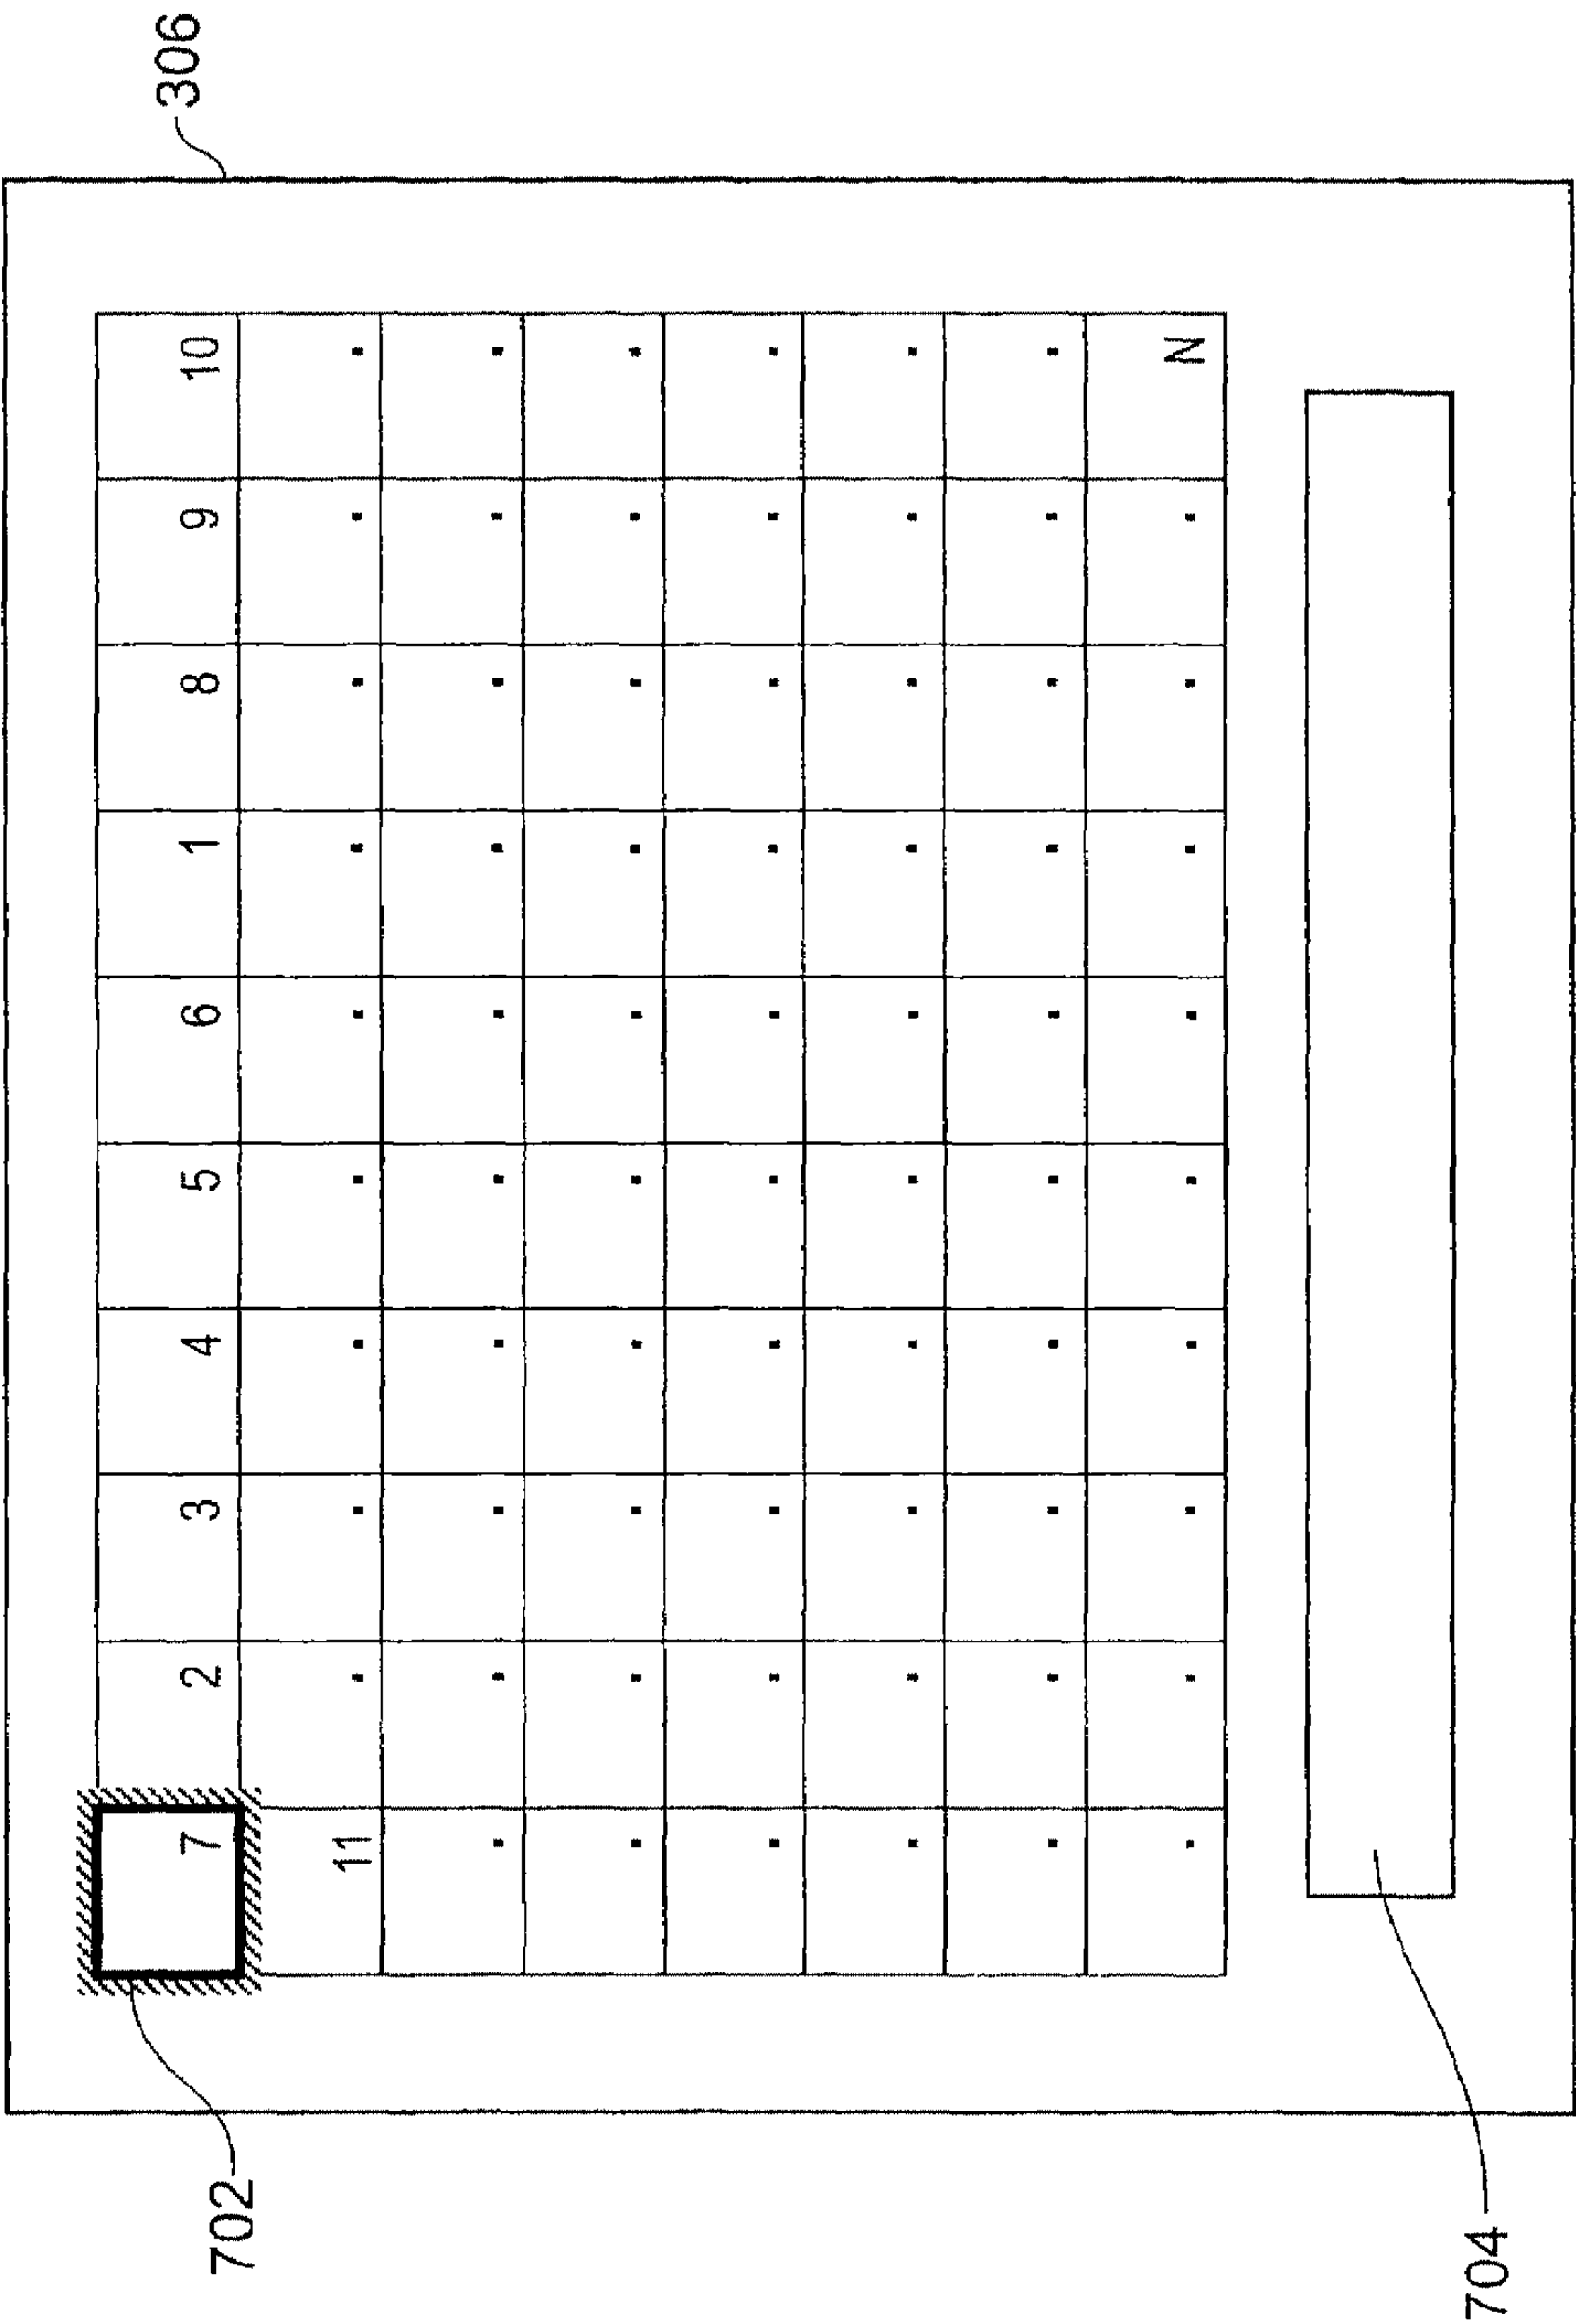 306
7 2 3 4 5 6 1 8 9 10
702
11 . . . . . . . . .
. . . . . . . . . .
. . . . . . . . . .
. . . . . . . . . .
. . . . . . . . . .
. . . . . . . . . .
. . . . . . . . . N
704